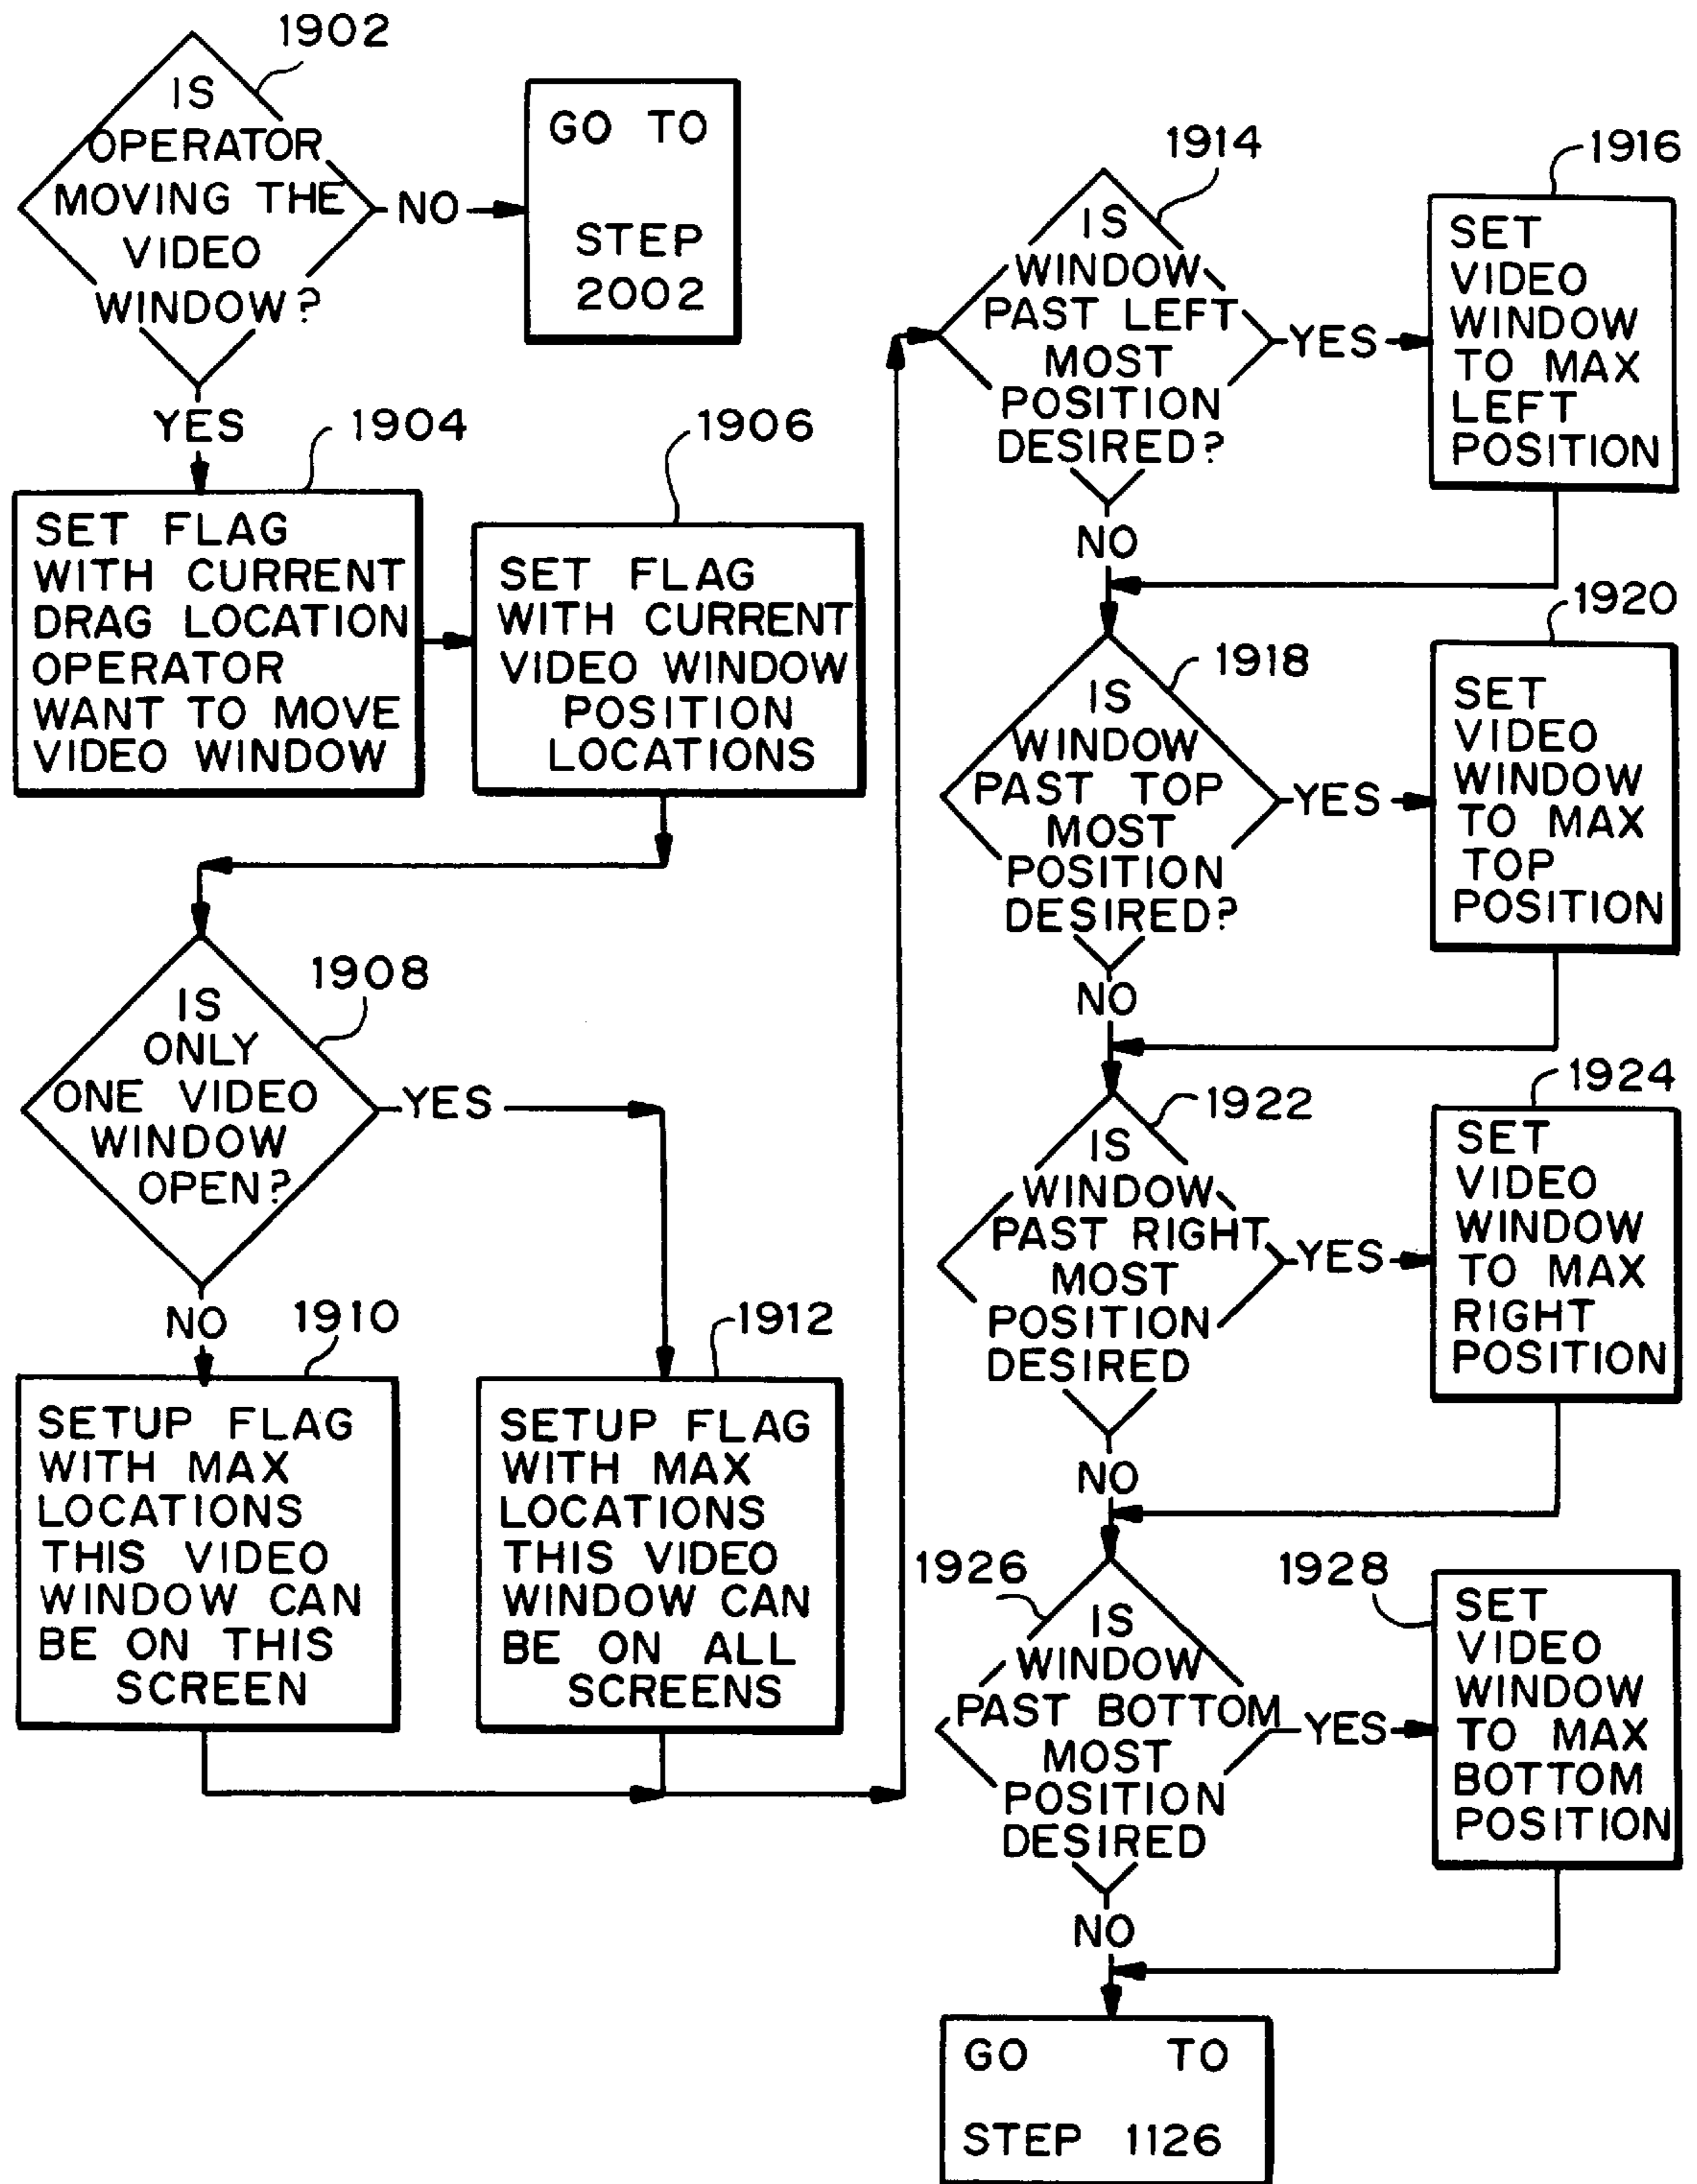 1902
IS
OPERATOR
MOVING THE
VIDEO
WINDOW?
NO
GO TO
STEP
2002
YES
1904
SET FLAG
WITH CURRENT
DRAG LOCATION
OPERATOR
WANT TO MOVE
VIDEO WINDOW
1906
SET FLAG
WITH CURRENT
VIDEO WINDOW
POSITION
LOCATIONS
1908
IS
ONLY
ONE VIDEO
WINDOW
OPEN?
YES
NO
1910
SETUP FLAG
WITH MAX
LOCATIONS
THIS VIDEO
WINDOW CAN
BE ON THIS
SCREEN
1912
SETUP FLAG
WITH MAX
LOCATIONS
THIS VIDEO
WINDOW CAN
BE ON ALL
SCREENS
1914
IS
WINDOW
PAST LEFT
MOST
POSITION
DESIRED?
YES
1916
SET
VIDEO
WINDOW
TO MAX
LEFT
POSITION
NO
1918
IS
WINDOW
PAST TOP
MOST
POSITION
DESIRED?
YES
1920
SET
VIDEO
WINDOW
TO MAX
TOP
POSITION
NO
1922
IS
WINDOW
PAST RIGHT
MOST
POSITION
DESIRED
YES
1924
SET
VIDEO
WINDOW
TO MAX
RIGHT
POSITION
NO
1926
IS
WINDOW
PAST BOTTOM
MOST
POSITION
DESIRED
YES
1928
SET
VIDEO
WINDOW
TO MAX
BOTTOM
POSITION
NO
GO TO
STEP 1126